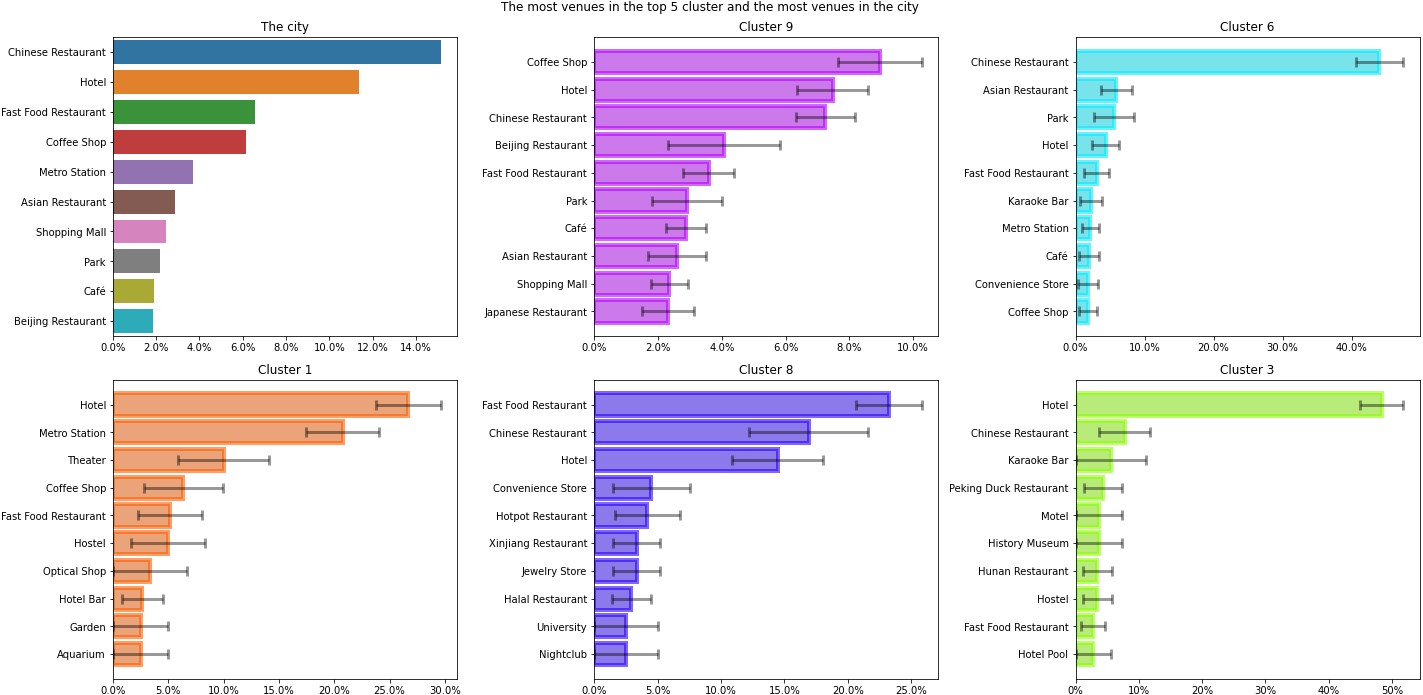 The most venues in the top 5 cluster and the most venues in the city
The city
Chinese Restaurant
Hotel
Fast Food Restaurant
Coffee Shop
Metro Station
Asian Restaurant
Shopping Mall
Park
Café
Beijing Restaurant
0.0% 2.0% 4.0% 6.0% 8.0% 10.0% 12.0% 14.0%
Cluster 9
Coffee Shop
Hotel
Chinese Restaurant
Beijing Restaurant
Fast Food Restaurant
Park
Café
Asian Restaurant
Shopping Mall
Japanese Restaurant
0.0% 2.0% 4.0% 6.0% 8.0% 10.0%
Cluster 6
Chinese Restaurant
Asian Restaurant
Park
Hotel
Fast Food Restaurant
Karaoke Bar
Metro Station
Café
Convenience Store
Coffee Shop
0.0% 10.0% 20.0% 30.0% 40.0%
Cluster 1
Hotel
Metro Station
Theater
Coffee Shop
Fast Food Restaurant
Hostel
Optical Shop
Hotel Bar
Garden
Aquarium
0.0% 5.0% 10.0% 15.0% 20.0% 25.0% 30.0%
Cluster 8
Fast Food Restaurant
Chinese Restaurant
Hotel
Convenience Store
Hotpot Restaurant
Xinjiang Restaurant
Jewelry Store
Halal Restaurant
University
Nightclub
0.0% 5.0% 10.0% 15.0% 20.0% 25.0%
Cluster 3
Hotel
Chinese Restaurant
Karaoke Bar
Peking Duck Restaurant
Motel
History Museum
Hunan Restaurant
Hostel
Fast Food Restaurant
Hotel Pool
0% 10% 20% 30% 40% 50%